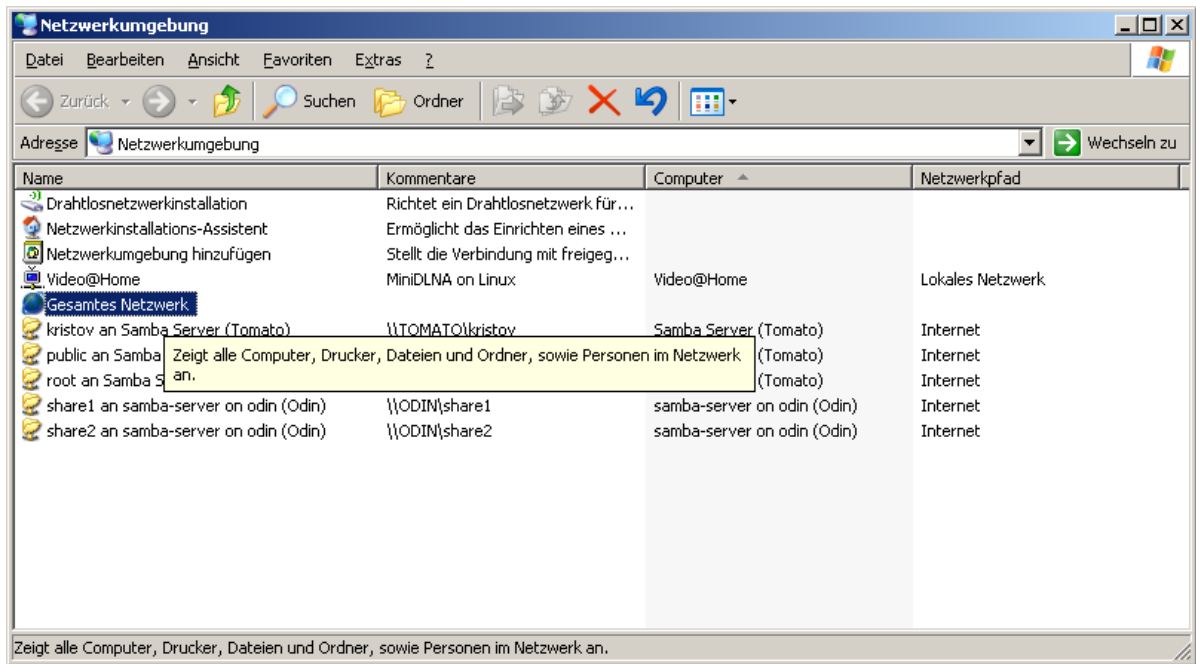 Netzwerkumgebung
Datei Bearbeiten Ansicht Favoriten Extras ?
Zurück Suchen Ordner
Adresse Netzwerkumgebung Wechseln zu
Name Kommentare Computer Netzwerkpfad
Drahtlosnetzwerkinstallation Richtet ein Drahtlosnetzwerk für...
Netzwerkinstallations-Assistent Ermöglicht das Einrichten eines ...
Netzwerkumgebung hinzufügen Stellt die Verbindung mit freigeg...
Video@Home MiniDLNA on Linux Video@Home Lokales Netzwerk
Gesamtes Netzwerk
kristov an Samba Server (Tomato) \\TOMATO\kristov Samba Server (Tomato) Internet
public an Samba Zeigt alle Computer, Drucker, Dateien und Ordner, sowie Personen im Netzwerk (Tomato) Internet
root an Samba S an. (Tomato) Internet
share1 an samba-server on odin (Odin) \\ODIN\share1 samba-server on odin (Odin) Internet
share2 an samba-server on odin (Odin) \\ODIN\share2 samba-server on odin (Odin) Internet
Zeigt alle Computer, Drucker, Dateien und Ordner, sowie Personen im Netzwerk an.